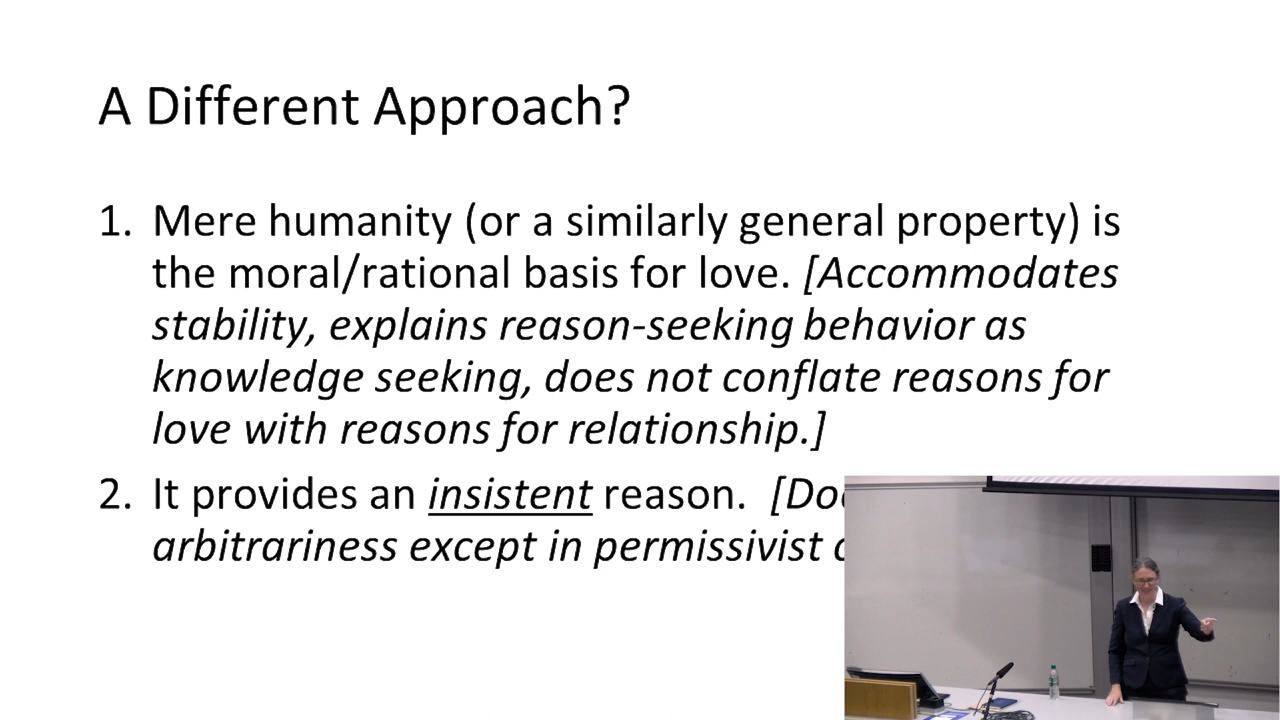 A Different Approach?
1. Mere humanity (or a similarly general property) is
the moral/rational basis for love. [Accommodates
stability, explains reason-seeking behavior as
knowledge seeking, does not conflate reasons for
love with reasons for relationship.]
2. It provides an insistent reason.
arbitrariness except in permissivist